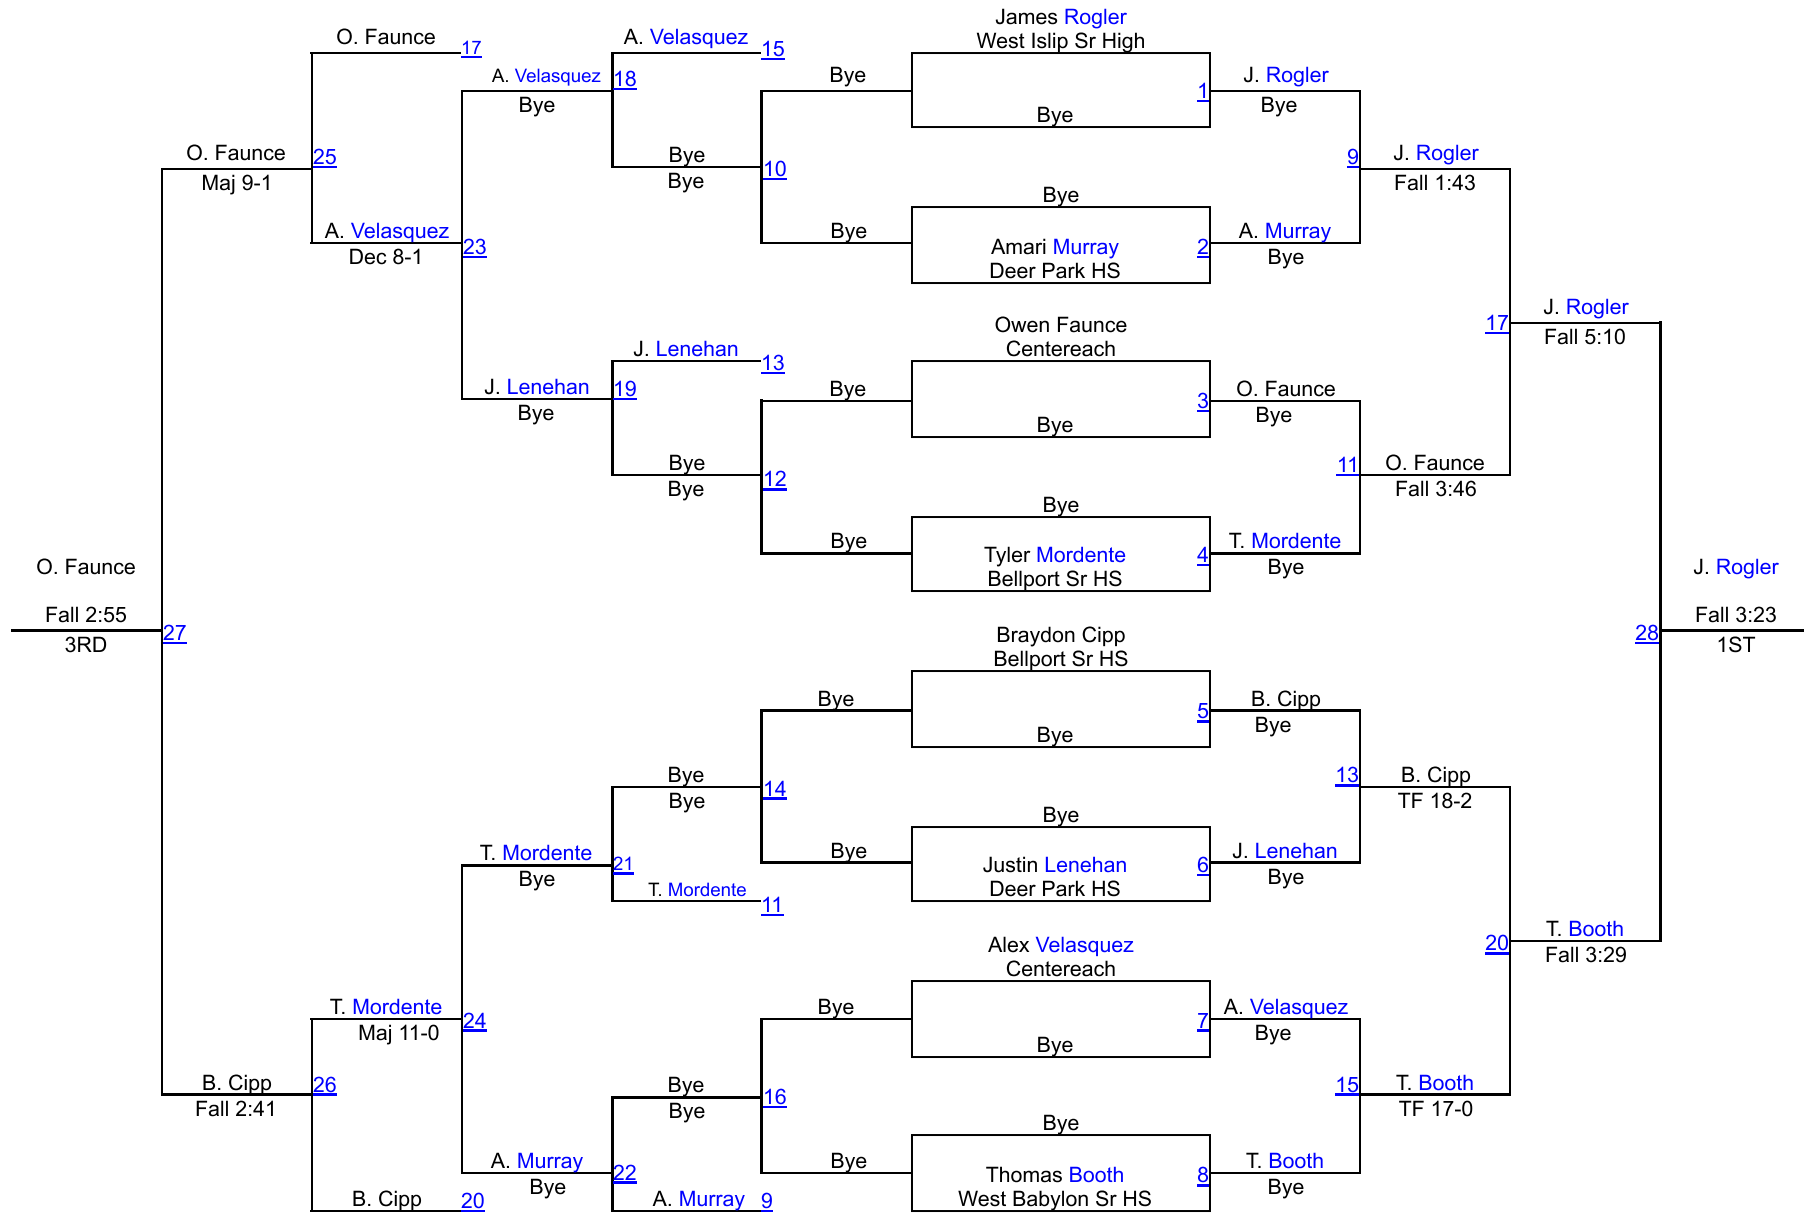 James Rogler
West Islip Sr High
O. Faunce
17
A. Velasquez
15
A. Velasquez
18
Bye
Bye
1
J. Rogler
Bye
Bye
O. Faunce
25
Maj 9-1
Bye
10
Bye
9
J. Rogler
Fall 1:43
A. Velasquez
23
Dec 8-1
Bye
Bye
Amari Murray
2
Deer Park HS
A. Murray
Bye
J. Rogler
17
Fall 5:10
Owen Faunce
Centereach
J. Lenehan
13
J. Lenehan
19
Bye
Bye
3
Bye
O. Faunce
Bye
Bye
12
Bye
11
O. Faunce
Fall 3:46
Bye
Bye
Tyler Mordente
4
Bellport Sr HS
T. Mordente
Bye
O. Faunce
Fall 2:55
27
3RD
J. Rogler
Fall 3:23
28
1ST
Braydon Cipp
Bellport Sr HS
Bye
5
Bye
B. Cipp
Bye
Bye
14
Bye
13
B. Cipp
TF 18-2
T. Mordente
21
Bye
T. Mordente
11
Bye
Bye
Justin Lenehan
6
Deer Park HS
J. Lenehan
Bye
Alex Velasquez
Centereach
20
T. Booth
Fall 3:29
T. Mordente
24
Maj 11-0
Bye
7
Bye
A. Velasquez
Bye
B. Cipp
26
Fall 2:41
Bye
16
Bye
15
T. Booth
TF 17-0
A. Murray
22
Bye
Bye
Bye
Thomas Booth
8
West Babylon Sr HS
T. Booth
Bye
B. Cipp
20
A. Murray
9